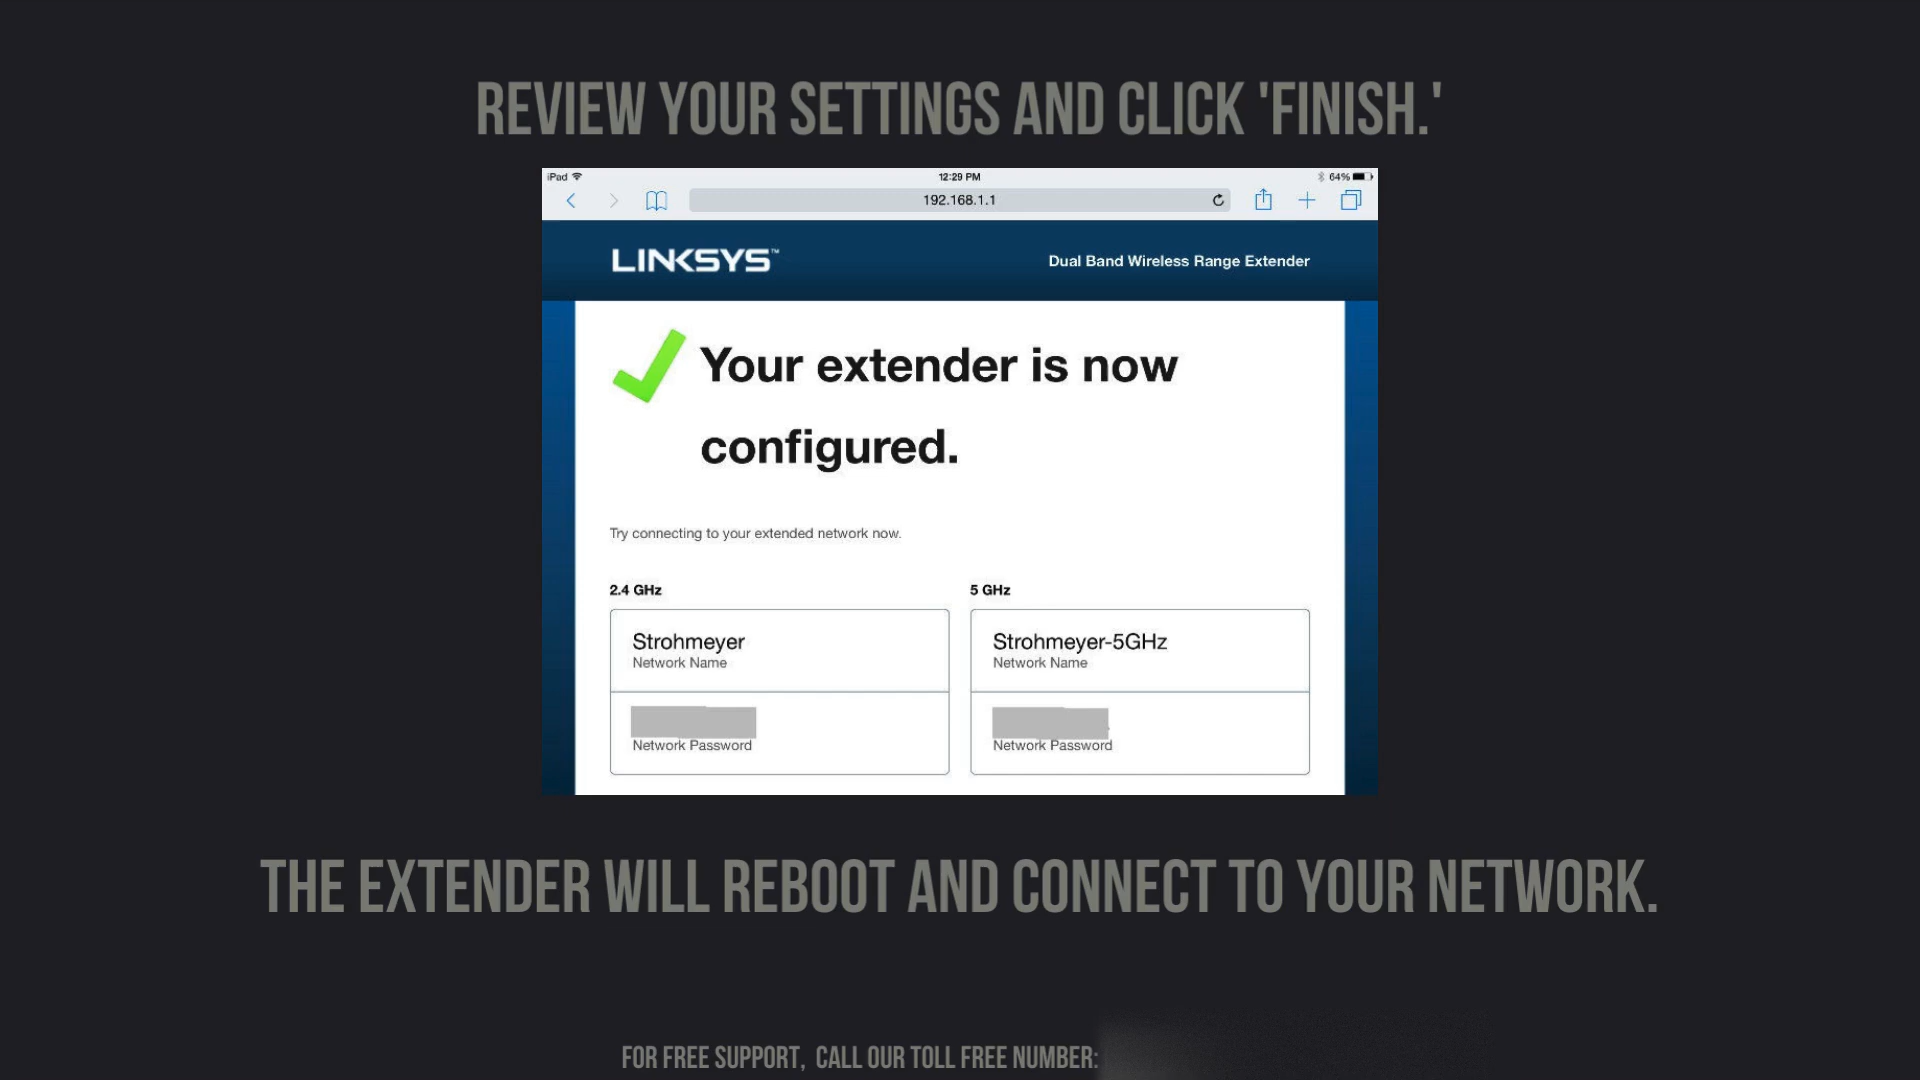 REVIEW YOUR SETTINGS AND CLICK 'FINISH.'
iPad 12:29 PM 64%
192.168.1.1
LINKSYS™ Dual Band Wireless Range Extender
Your extender is now
configured.
Try connecting to your extended network now.
2.4 GHz 5 GHz
Strohmeyer Strohmeyer-5GHz
Network Name Network Name
Network Password Network Password
THE EXTENDER WILL REBOOT AND CONNECT TO YOUR NETWORK.
FOR FREE SUPPORT, CALL OUR TOLL FREE NUMBER: